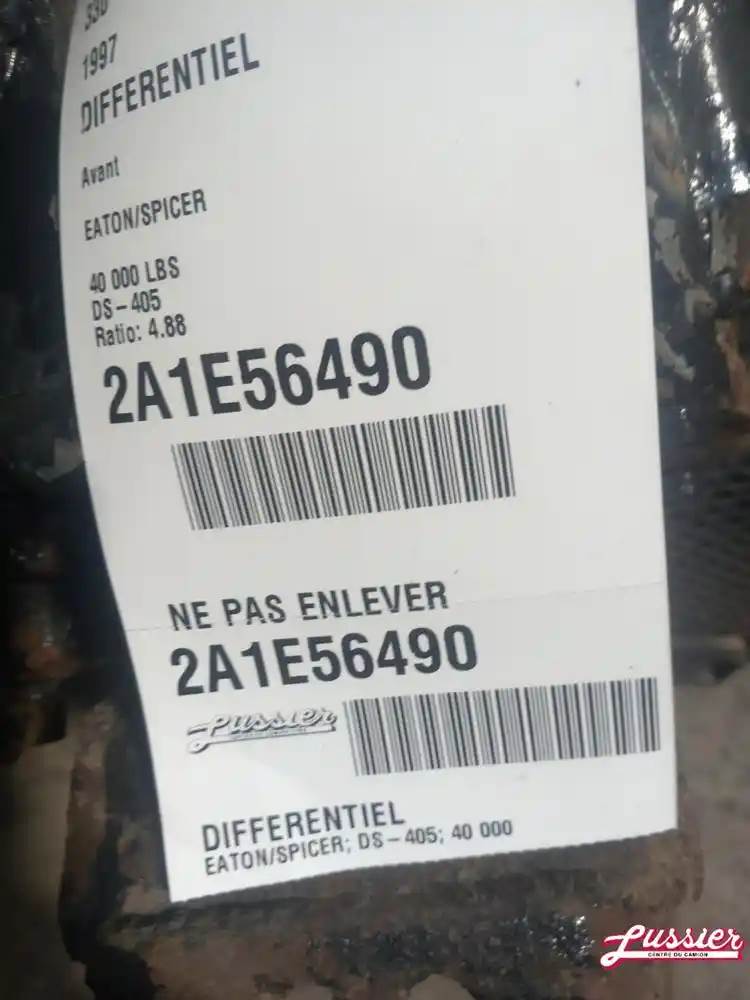 330
1997
DIFFERENTIEL
Avant
EATON/SPICER
40 000 LBS
DS-405
Ratio: 4.88
2A1E56490
NE PAS ENLEVER
2A1E56490
Lussier
DIFFERENTIEL
EATON/SPICER; DS-405; 40 000
Lussier
CENTRE DU CAMION